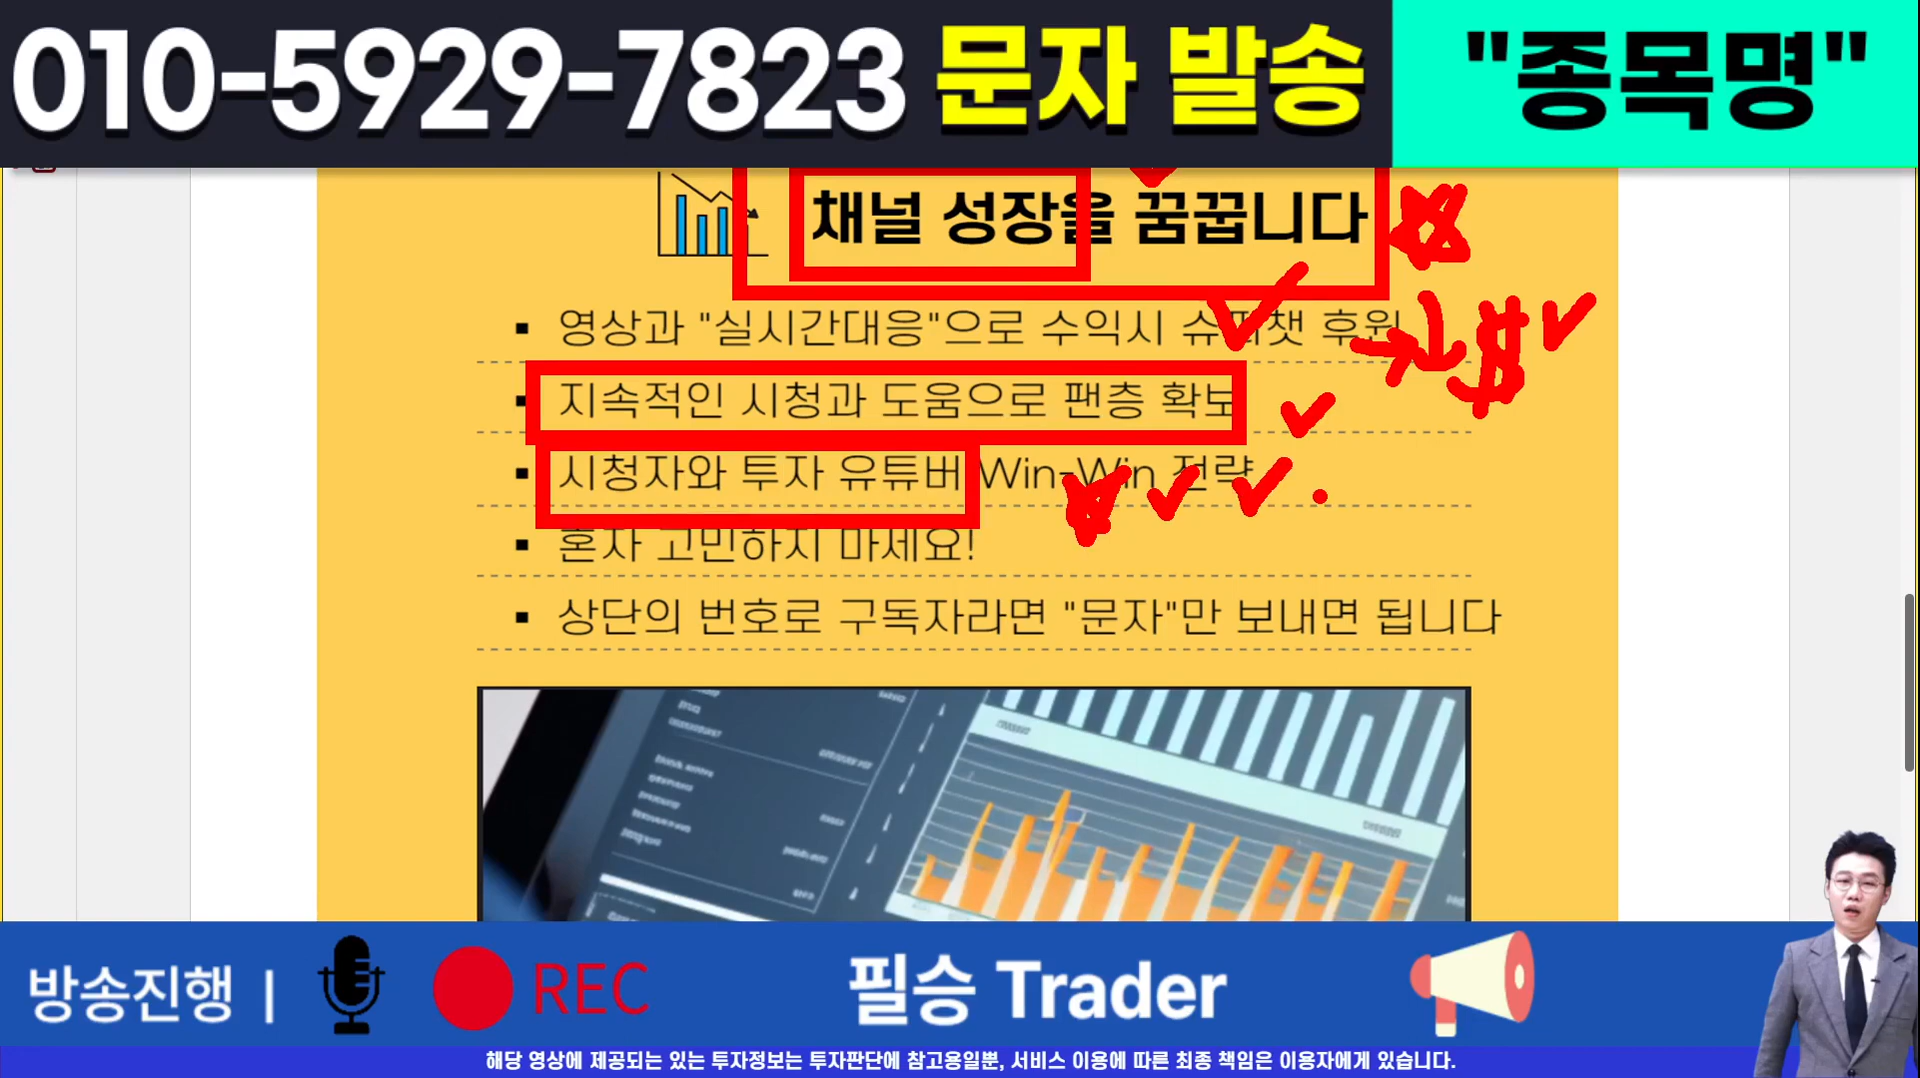 010-5929-7823 문자 발송 "종목명"
채널 성장을 꿈꿉니다
영상과 "실시간대응"으로 수익시 슈퍼챗 후원
지속적인 시청과 도움으로 팬층 확보
시청자와 투자 유튜버 Win-Win 전략
혼자 고민하지 마세요!
상단의 번호로 구독자라면 "문자"만 보내면 됩니다
방송진행 | REC 필승 Trader
해당 영상에 제공되는 있는 투자정보는 투자판단에 참고용일뿐, 서비스 이용에 따른 최종 책임은 이용자에게 있습니다.